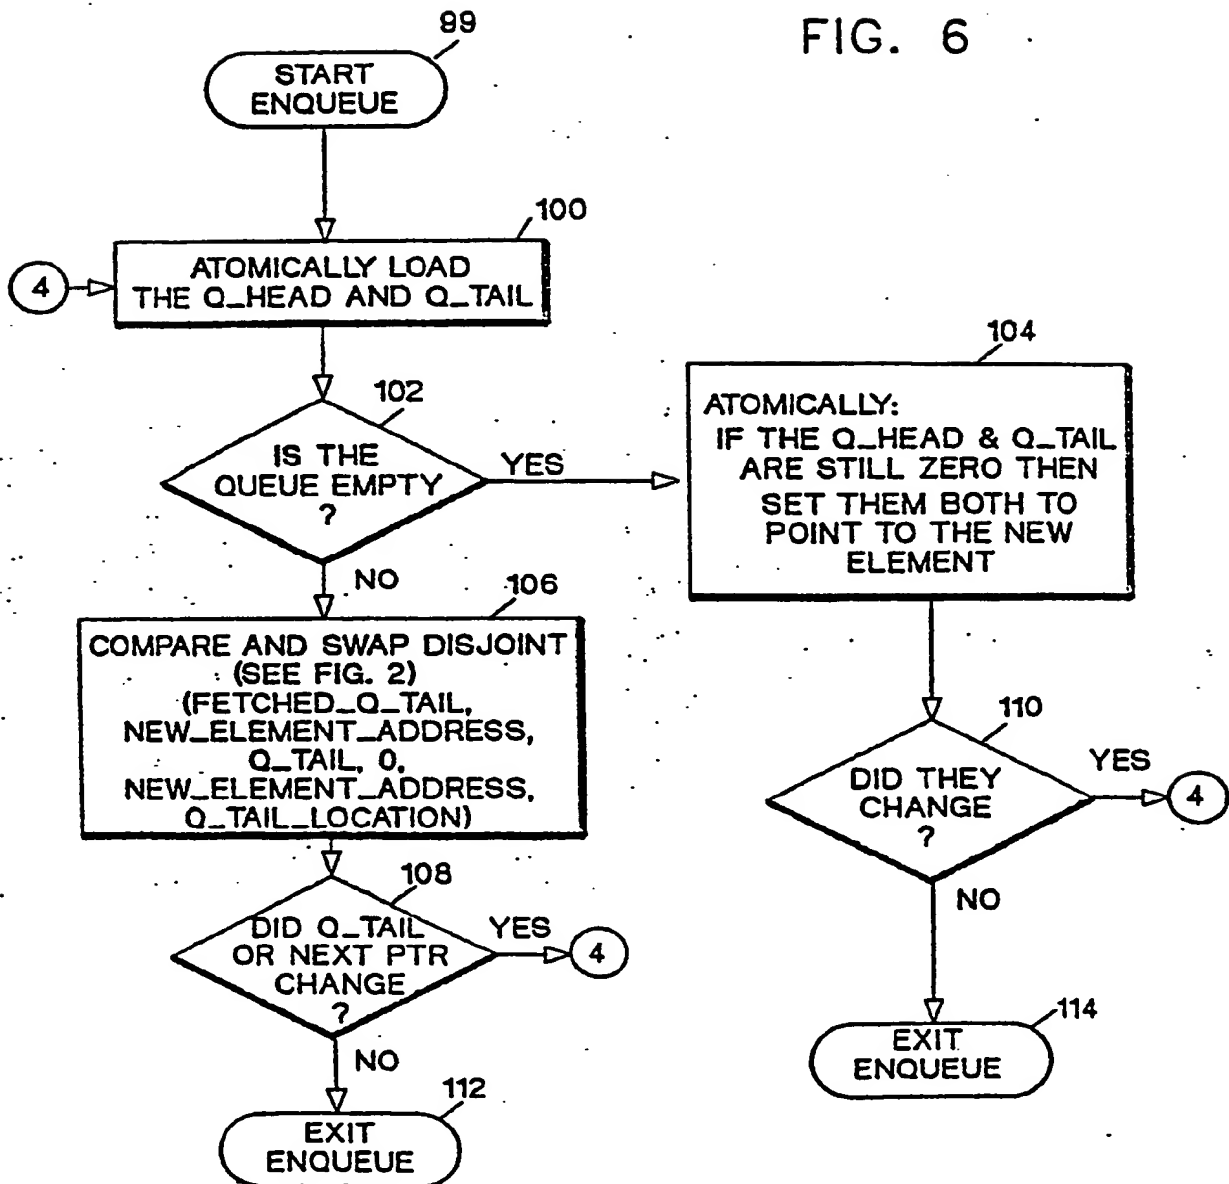 FIG. 6
99
START
ENQUEUE
100
4
ATOMICALLY LOAD
THE Q_HEAD AND Q_TAIL
102
IS THE
QUEUE EMPTY
?
YES
NO
104
ATOMICALLY:
IF THE Q_HEAD & Q_TAIL
ARE STILL ZERO THEN
SET THEM BOTH TO
POINT TO THE NEW
ELEMENT
106
COMPARE AND SWAP DISJOINT
(SEE FIG. 2)
(FETCHED_Q_TAIL,
NEW_ELEMENT_ADDRESS,
Q_TAIL, 0,
NEW_ELEMENT_ADDRESS,
Q_TAIL_LOCATION)
108
DID Q_TAIL
OR NEXT PTR
CHANGE
?
YES
4
NO
112
EXIT
ENQUEUE
110
DID THEY
CHANGE
?
YES
4
NO
114
EXIT
ENQUEUE